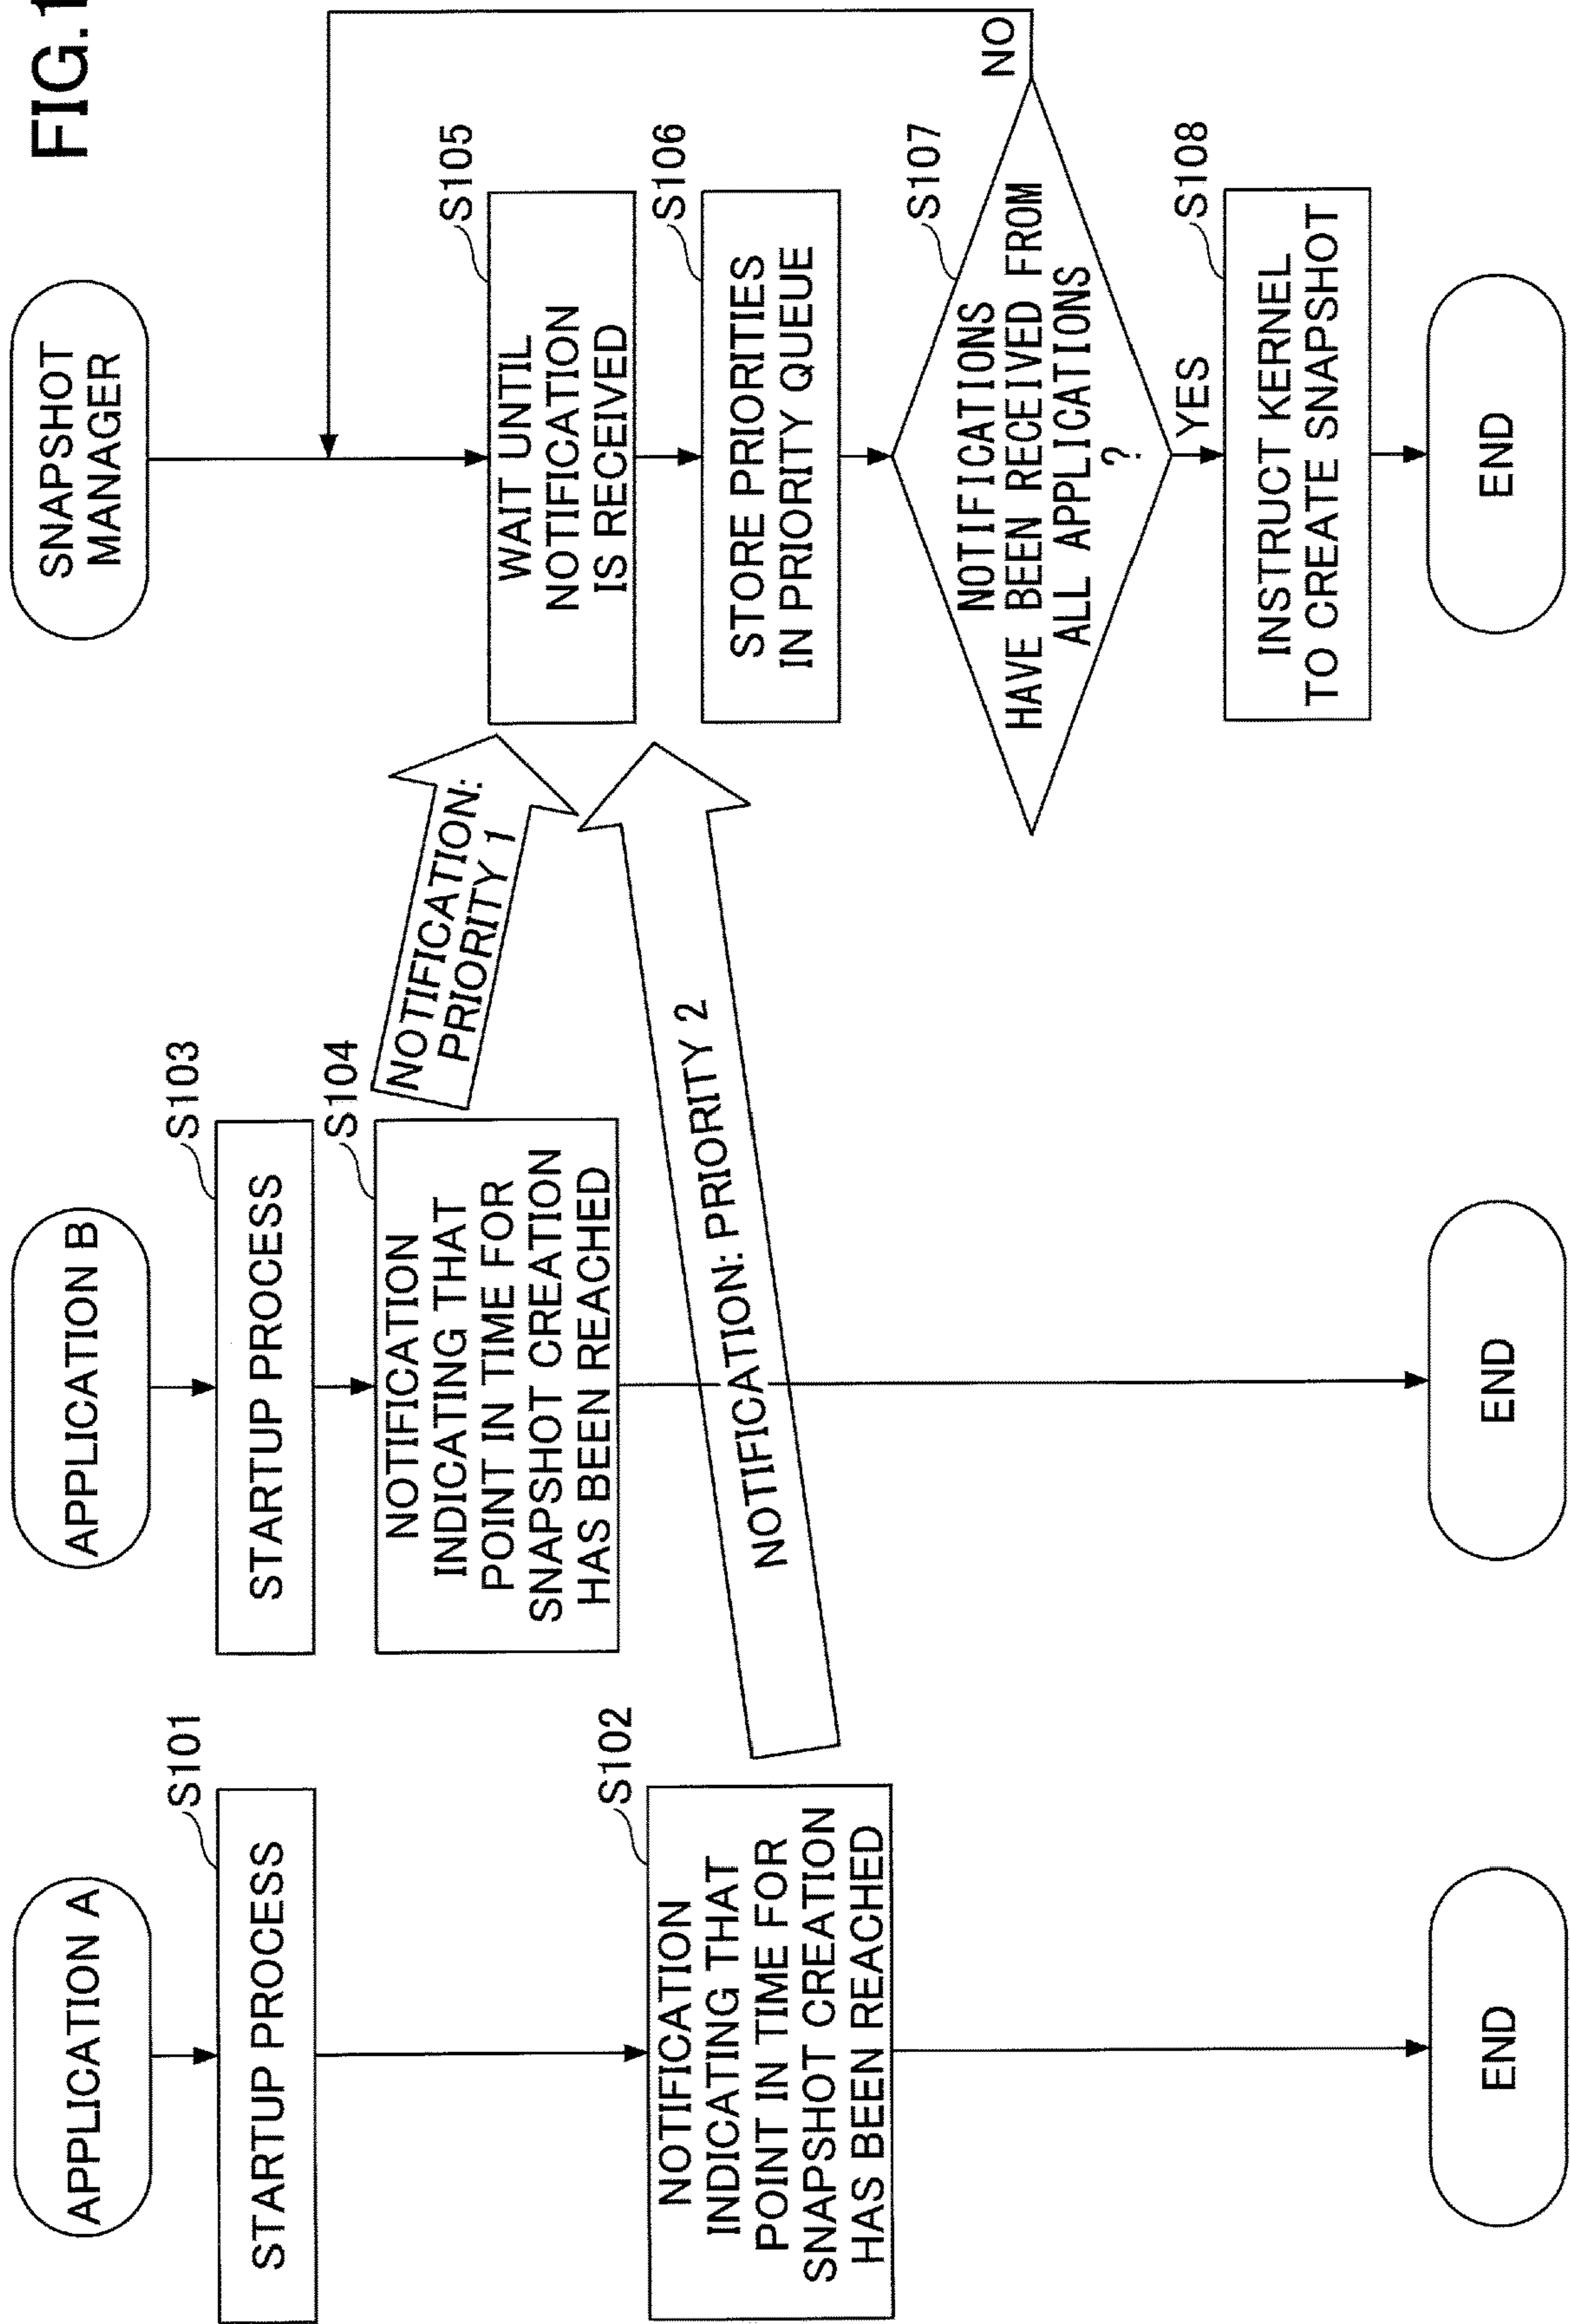 FIG.1
APPLICATION A
S101
STARTUP PROCESS
S102
NOTIFICATION
INDICATING THAT
POINT IN TIME FOR
SNAPSHOT CREATION
HAS BEEN REACHED
END
APPLICATION B
S103
STARTUP PROCESS
S104
NOTIFICATION
INDICATING THAT
POINT IN TIME FOR
SNAPSHOT CREATION
HAS BEEN REACHED
END
NOTIFICATION:
PRIORITY 1
NOTIFICATION: PRIORITY 2
SNAPSHOT
MANAGER
S105
WAIT UNTIL
NOTIFICATION
IS RECEIVED
S106
STORE PRIORITIES
IN PRIORITY QUEUE
S107
NOTIFICATIONS
HAVE BEEN RECEIVED FROM
ALL APPLICATIONS
?
NO
YES
S108
INSTRUCT KERNEL
TO CREATE SNAPSHOT
END